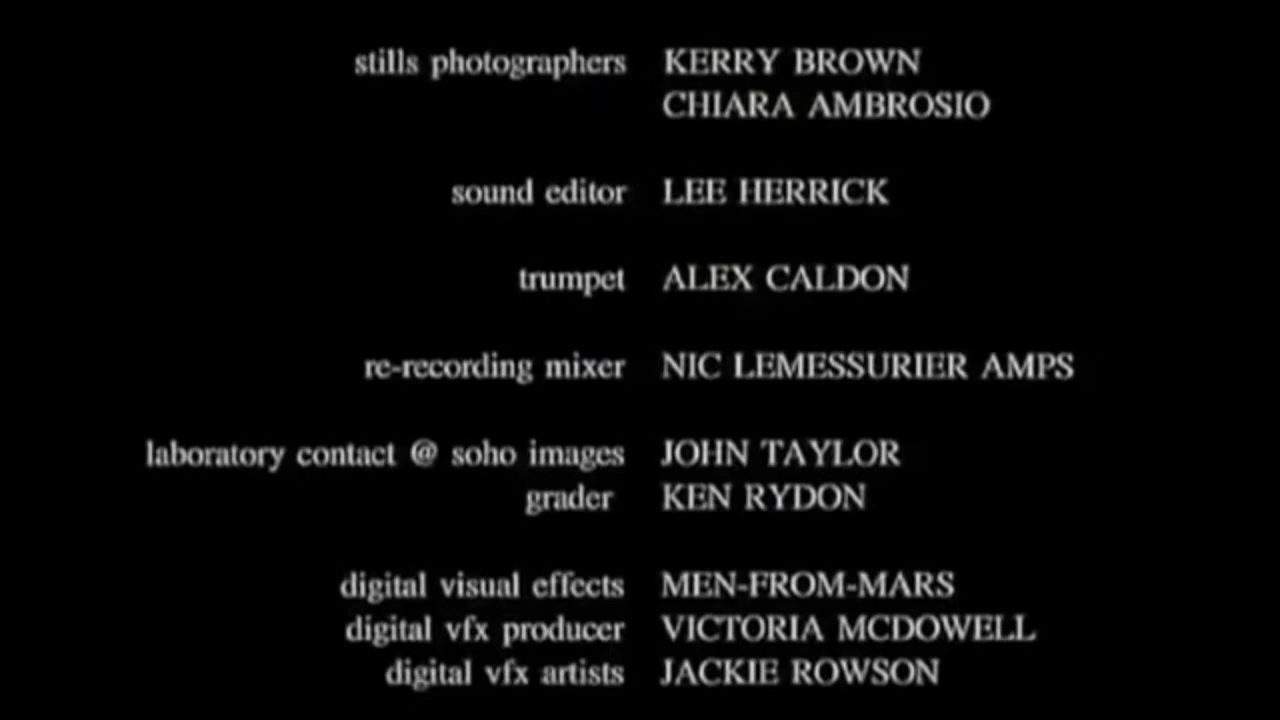 stills photographers KERRY BROWN
CHIARA AMBROSIO
sound editor LEE HERRICK
trumpet ALEX CALDON
re-recording mixer NIC LEMESSURIER AMPS
laboratory contact @ soho images JOHN TAYLOR
grader KEN RYDON
digital visual effects MEN-FROM-MARS
digital vfx producer VICTORIA MCDOWELL
digital vfx artists JACKIE ROWSON